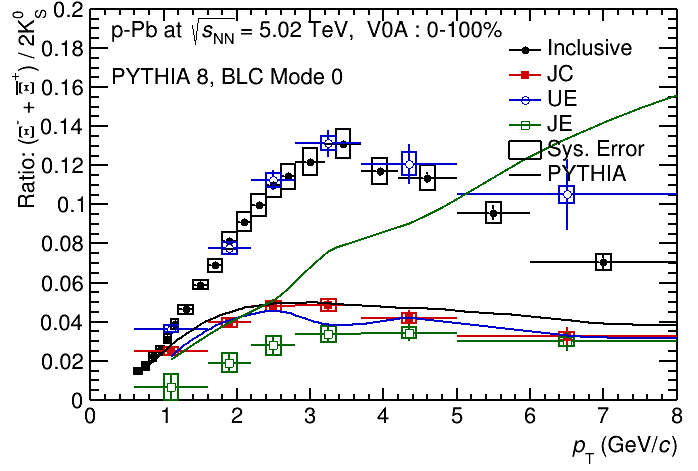 p-Pb at √sNN = 5.02 TeV, V0A : 0-100%
PYTHIA 8, BLC Mode 0
Inclusive
JC
UE
JE
Sys. Error
PYTHIA
Ratio: (Ξ⁻ + Ξ̅⁺) / 2K⁰S
0.2
0.18
0.16
0.14
0.12
0.1
0.08
0.06
0.04
0.02
0
0 1 2 3 4 5 6 7 8
pT (GeV/c)